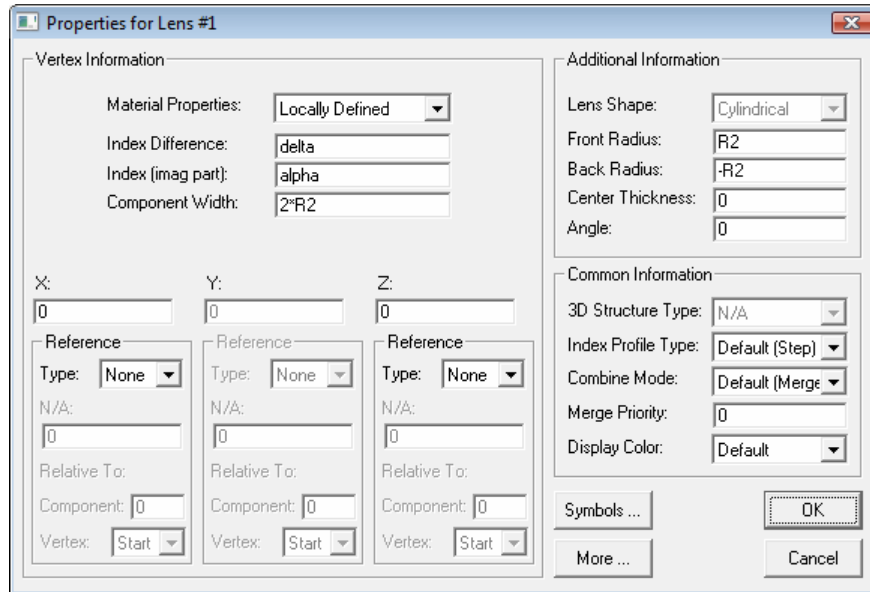 Properties for Lens #1
Vertex Information
Material Properties: Locally Defined
Index Difference: delta
Index (imag part): alpha
Component Width: 2*R2
X: Y: Z:
0 0 0
Reference Reference Reference
Type: None Type: None Type: None
N/A: N/A: N/A:
0 0 0
Relative To: Relative To: Relative To:
Component: 0 Component: 0 Component: 0
Vertex: Start Vertex: Start Vertex: Start
Additional Information
Lens Shape: Cylindrical
Front Radius: R2
Back Radius: -R2
Center Thickness: 0
Angle: 0
Common Information
3D Structure Type: N/A
Index Profile Type: Default (Step)
Combine Mode: Default (Merge
Merge Priority: 0
Display Color: Default
Symbols ... OK
More ... Cancel